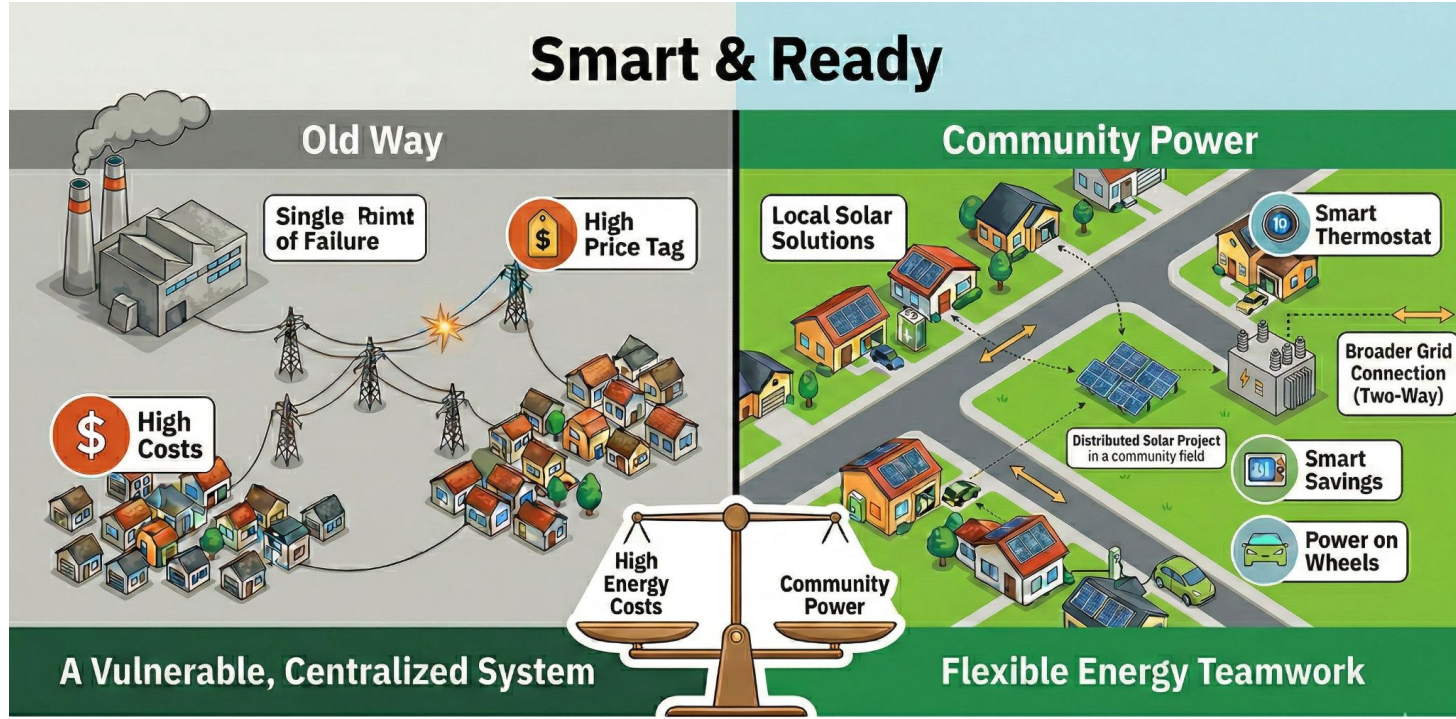 Smart & Ready
Old Way
Single Rimt
of Failure
$
High
Price Tag
$
High
Costs
A Vulnerable, Centralized System
Community Power
Local Solar
Solutions
10
Smart
Thermostat
Broader Grid
Connection
(Two-Way)
Distributed Solar Project
in a community field
Smart
Savings
Power on
Wheels
High
Energy
Costs
Community
Power
Flexible Energy Teamwork